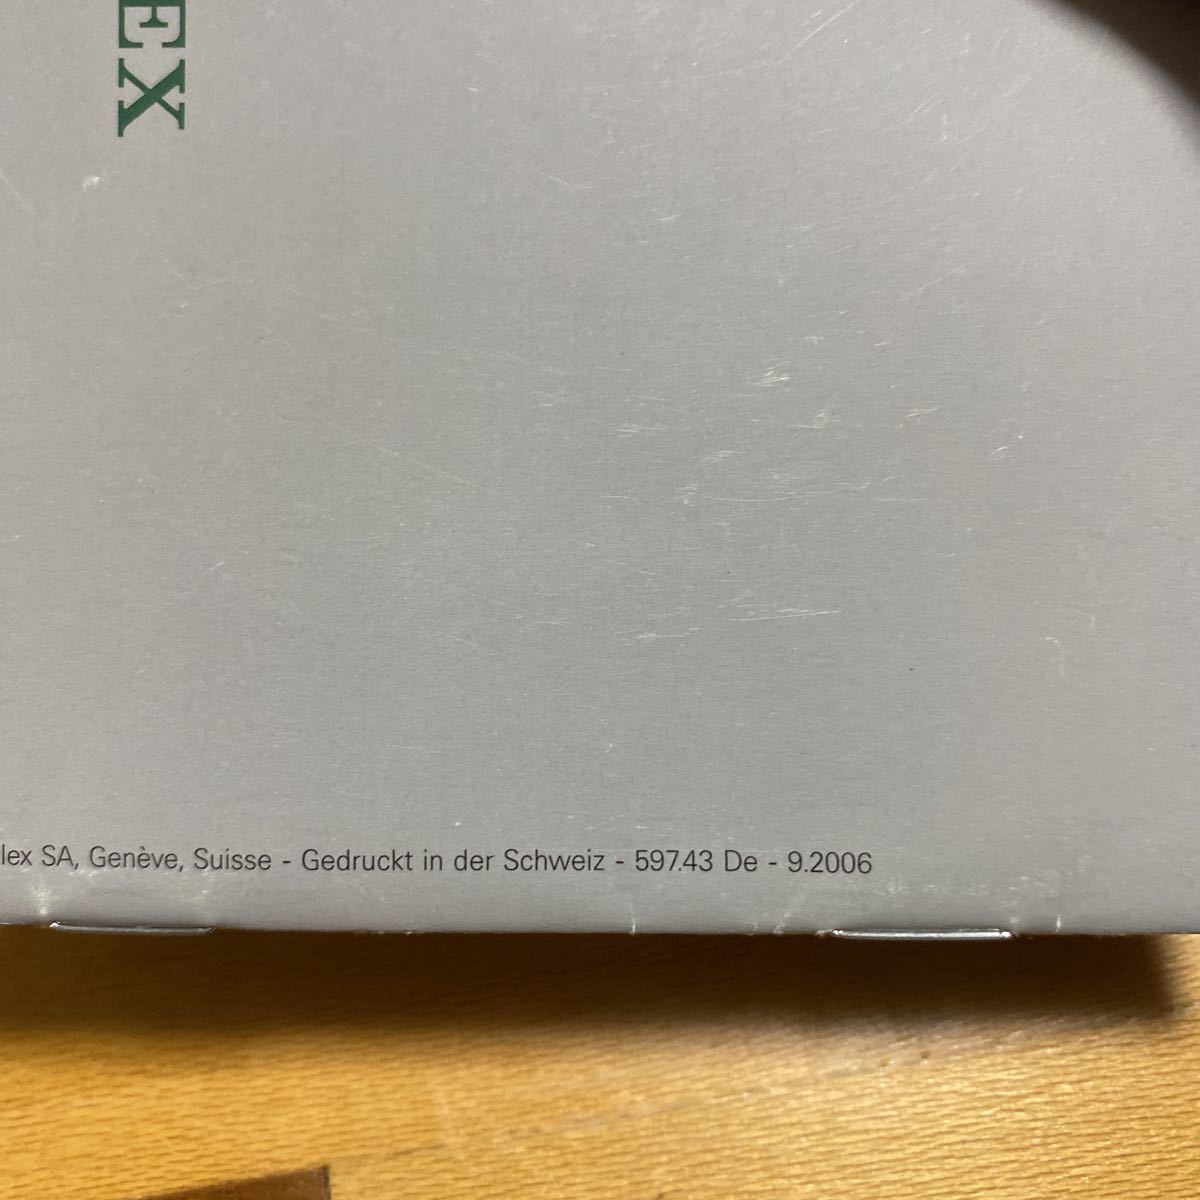 EX
lex SA, Genève, Suisse - Gedruckt in der Schweiz - 597.43 De - 9.2006